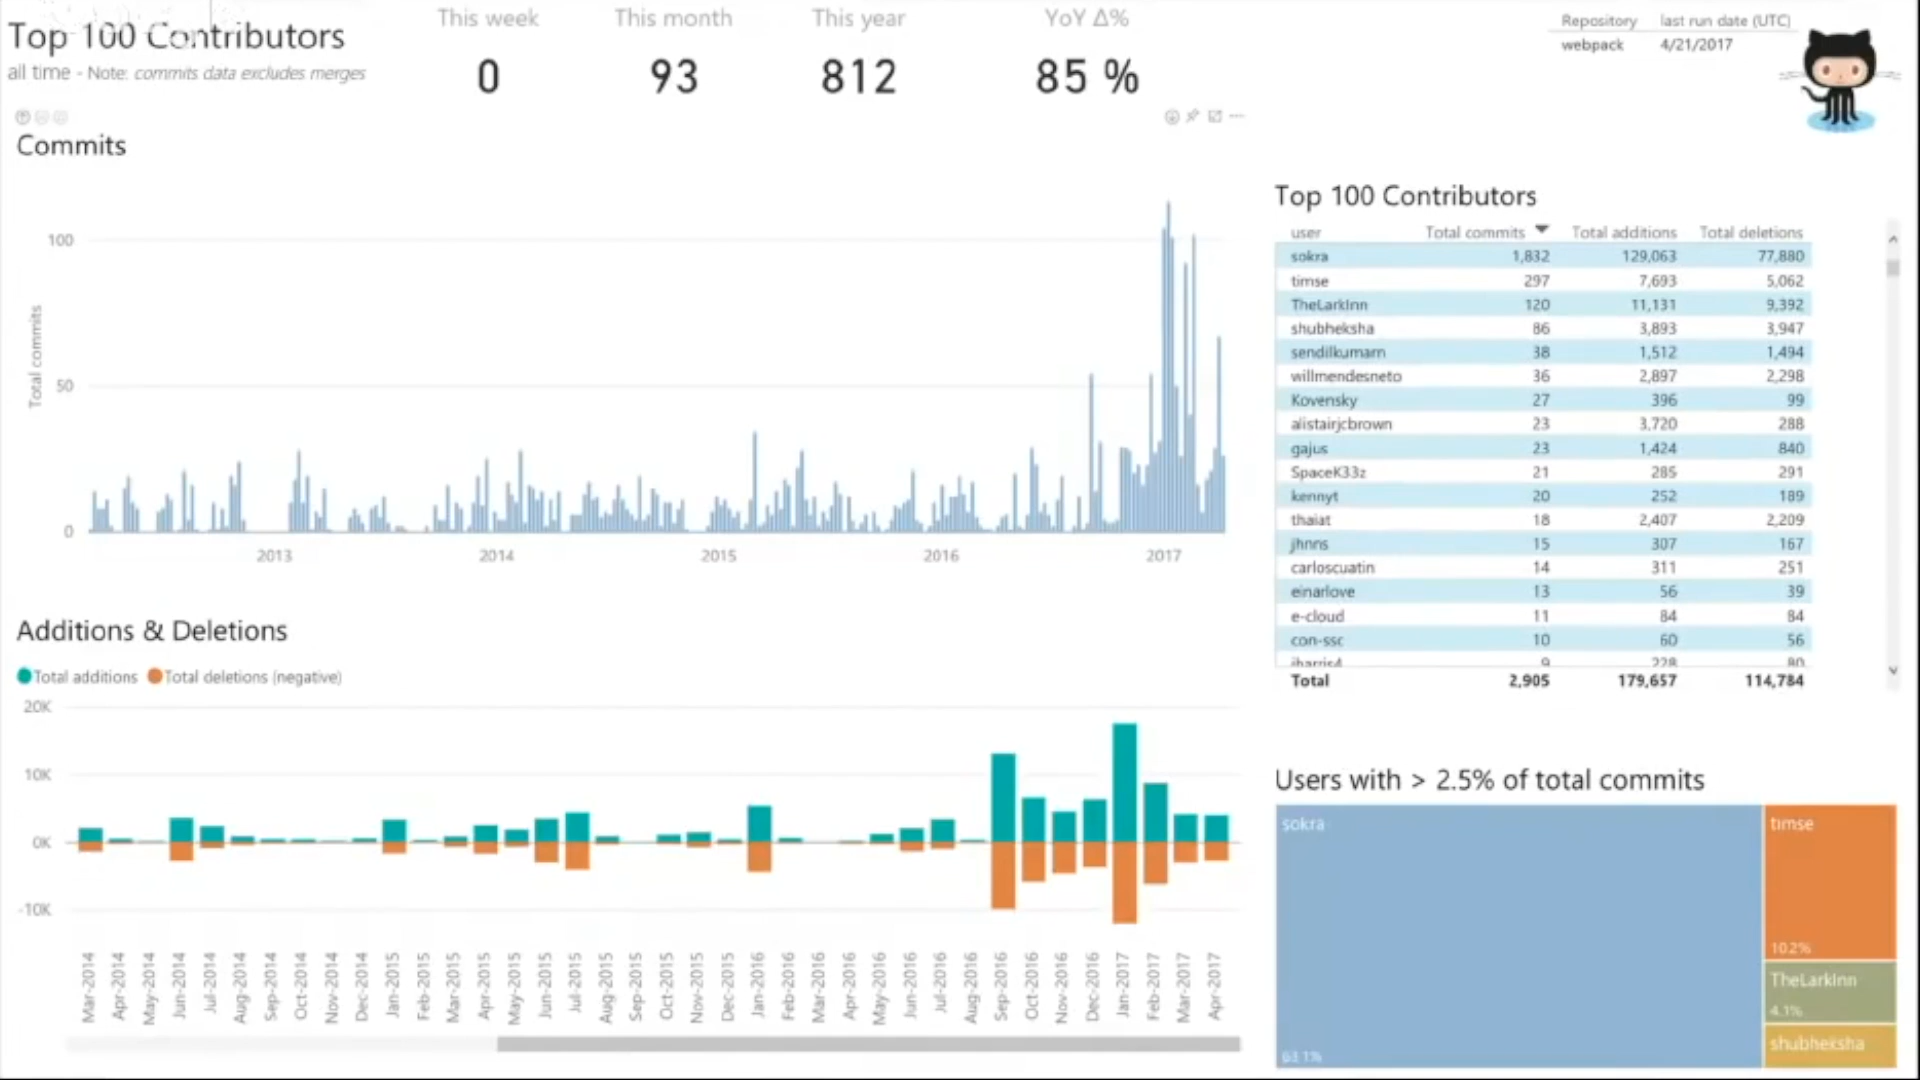 Top 100 Contributors
all time - Note: commits data excludes merges
This week
0
This month
93
This year
812
YoY Δ%
85 %
Repository last run date (UTC)
webpack 4/21/2017
Commits
Total commits
100
50
0
2013 2014 2015 2016 2017
Top 100 Contributors
user Total commits Total additions Total deletions
sokra 1,832 129,063 77,880
timse 297 7,693 5,062
TheLarkInn 120 11,131 9,392
shubheksha 86 3,893 3,947
sendilkumarn 38 1,512 1,494
willmendesneto 36 2,897 2,298
Kovensky 27 396 99
alistairjcbrown 23 3,720 288
gajus 23 1,424 840
SpaceK33z 21 285 291
kennyt 20 252 189
thaiat 18 2,407 2,209
jhnns 15 307 167
carloscuatin 14 311 251
einarlove 13 56 39
e-cloud 11 84 84
con-ssc 10 60 56
jharris4 9 228 80
Total 2,905 179,657 114,784
Additions & Deletions
Total additions Total deletions (negative)
20K
10K
0K
-10K
Mar-2014
Apr-2014
May-2014
Jun-2014
Jul-2014
Aug-2014
Sep-2014
Oct-2014
Nov-2014
Dec-2014
Jan-2015
Feb-2015
Mar-2015
Apr-2015
May-2015
Jun-2015
Jul-2015
Aug-2015
Sep-2015
Oct-2015
Nov-2015
Dec-2015
Jan-2016
Feb-2016
Mar-2016
Apr-2016
May-2016
Jun-2016
Jul-2016
Aug-2016
Sep-2016
Oct-2016
Nov-2016
Dec-2016
Jan-2017
Feb-2017
Mar-2017
Apr-2017
Users with > 2.5% of total commits
sokra
63.1%
timse
10.2%
TheLarkInn
4.1%
shubheksha